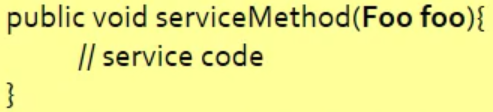 public void serviceMethod(Foo foo){
// service code
}